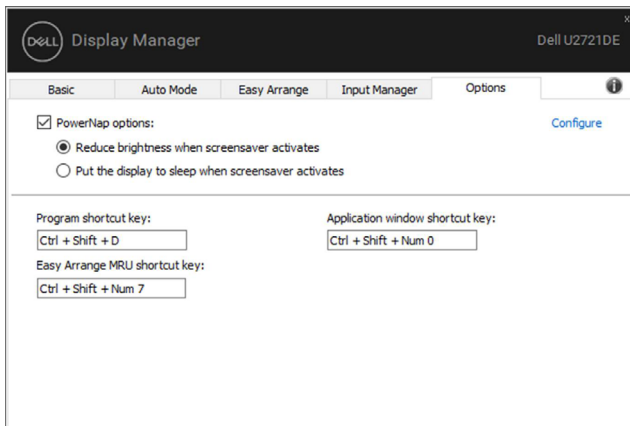 x
DELL Display Manager Dell U2721DE
Basic Auto Mode Easy Arrange Input Manager Options i
PowerNap options: Configure
Reduce brightness when screensaver activates
Put the display to sleep when screensaver activates
Program shortcut key: Application window shortcut key:
Ctrl + Shift + D Ctrl + Shift + Num 0
Easy Arrange MRU shortcut key:
Ctrl + Shift + Num 7